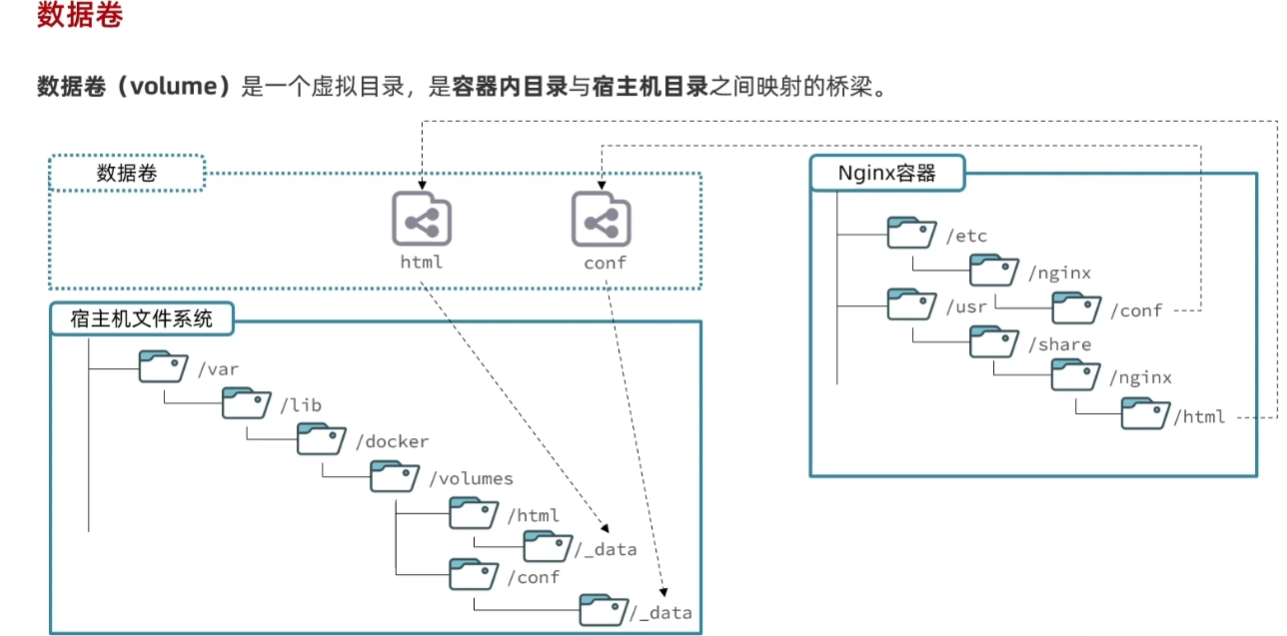 数据卷
数据卷（volume）是一个虚拟目录，是容器内目录与宿主机目录之间映射的桥梁。
数据卷
html
conf
宿主机文件系统
/var
/lib
/docker
/volumes
/html
/_data
/conf
/_data
Nginx容器
/etc
/nginx
/conf
/usr
/share
/nginx
/html